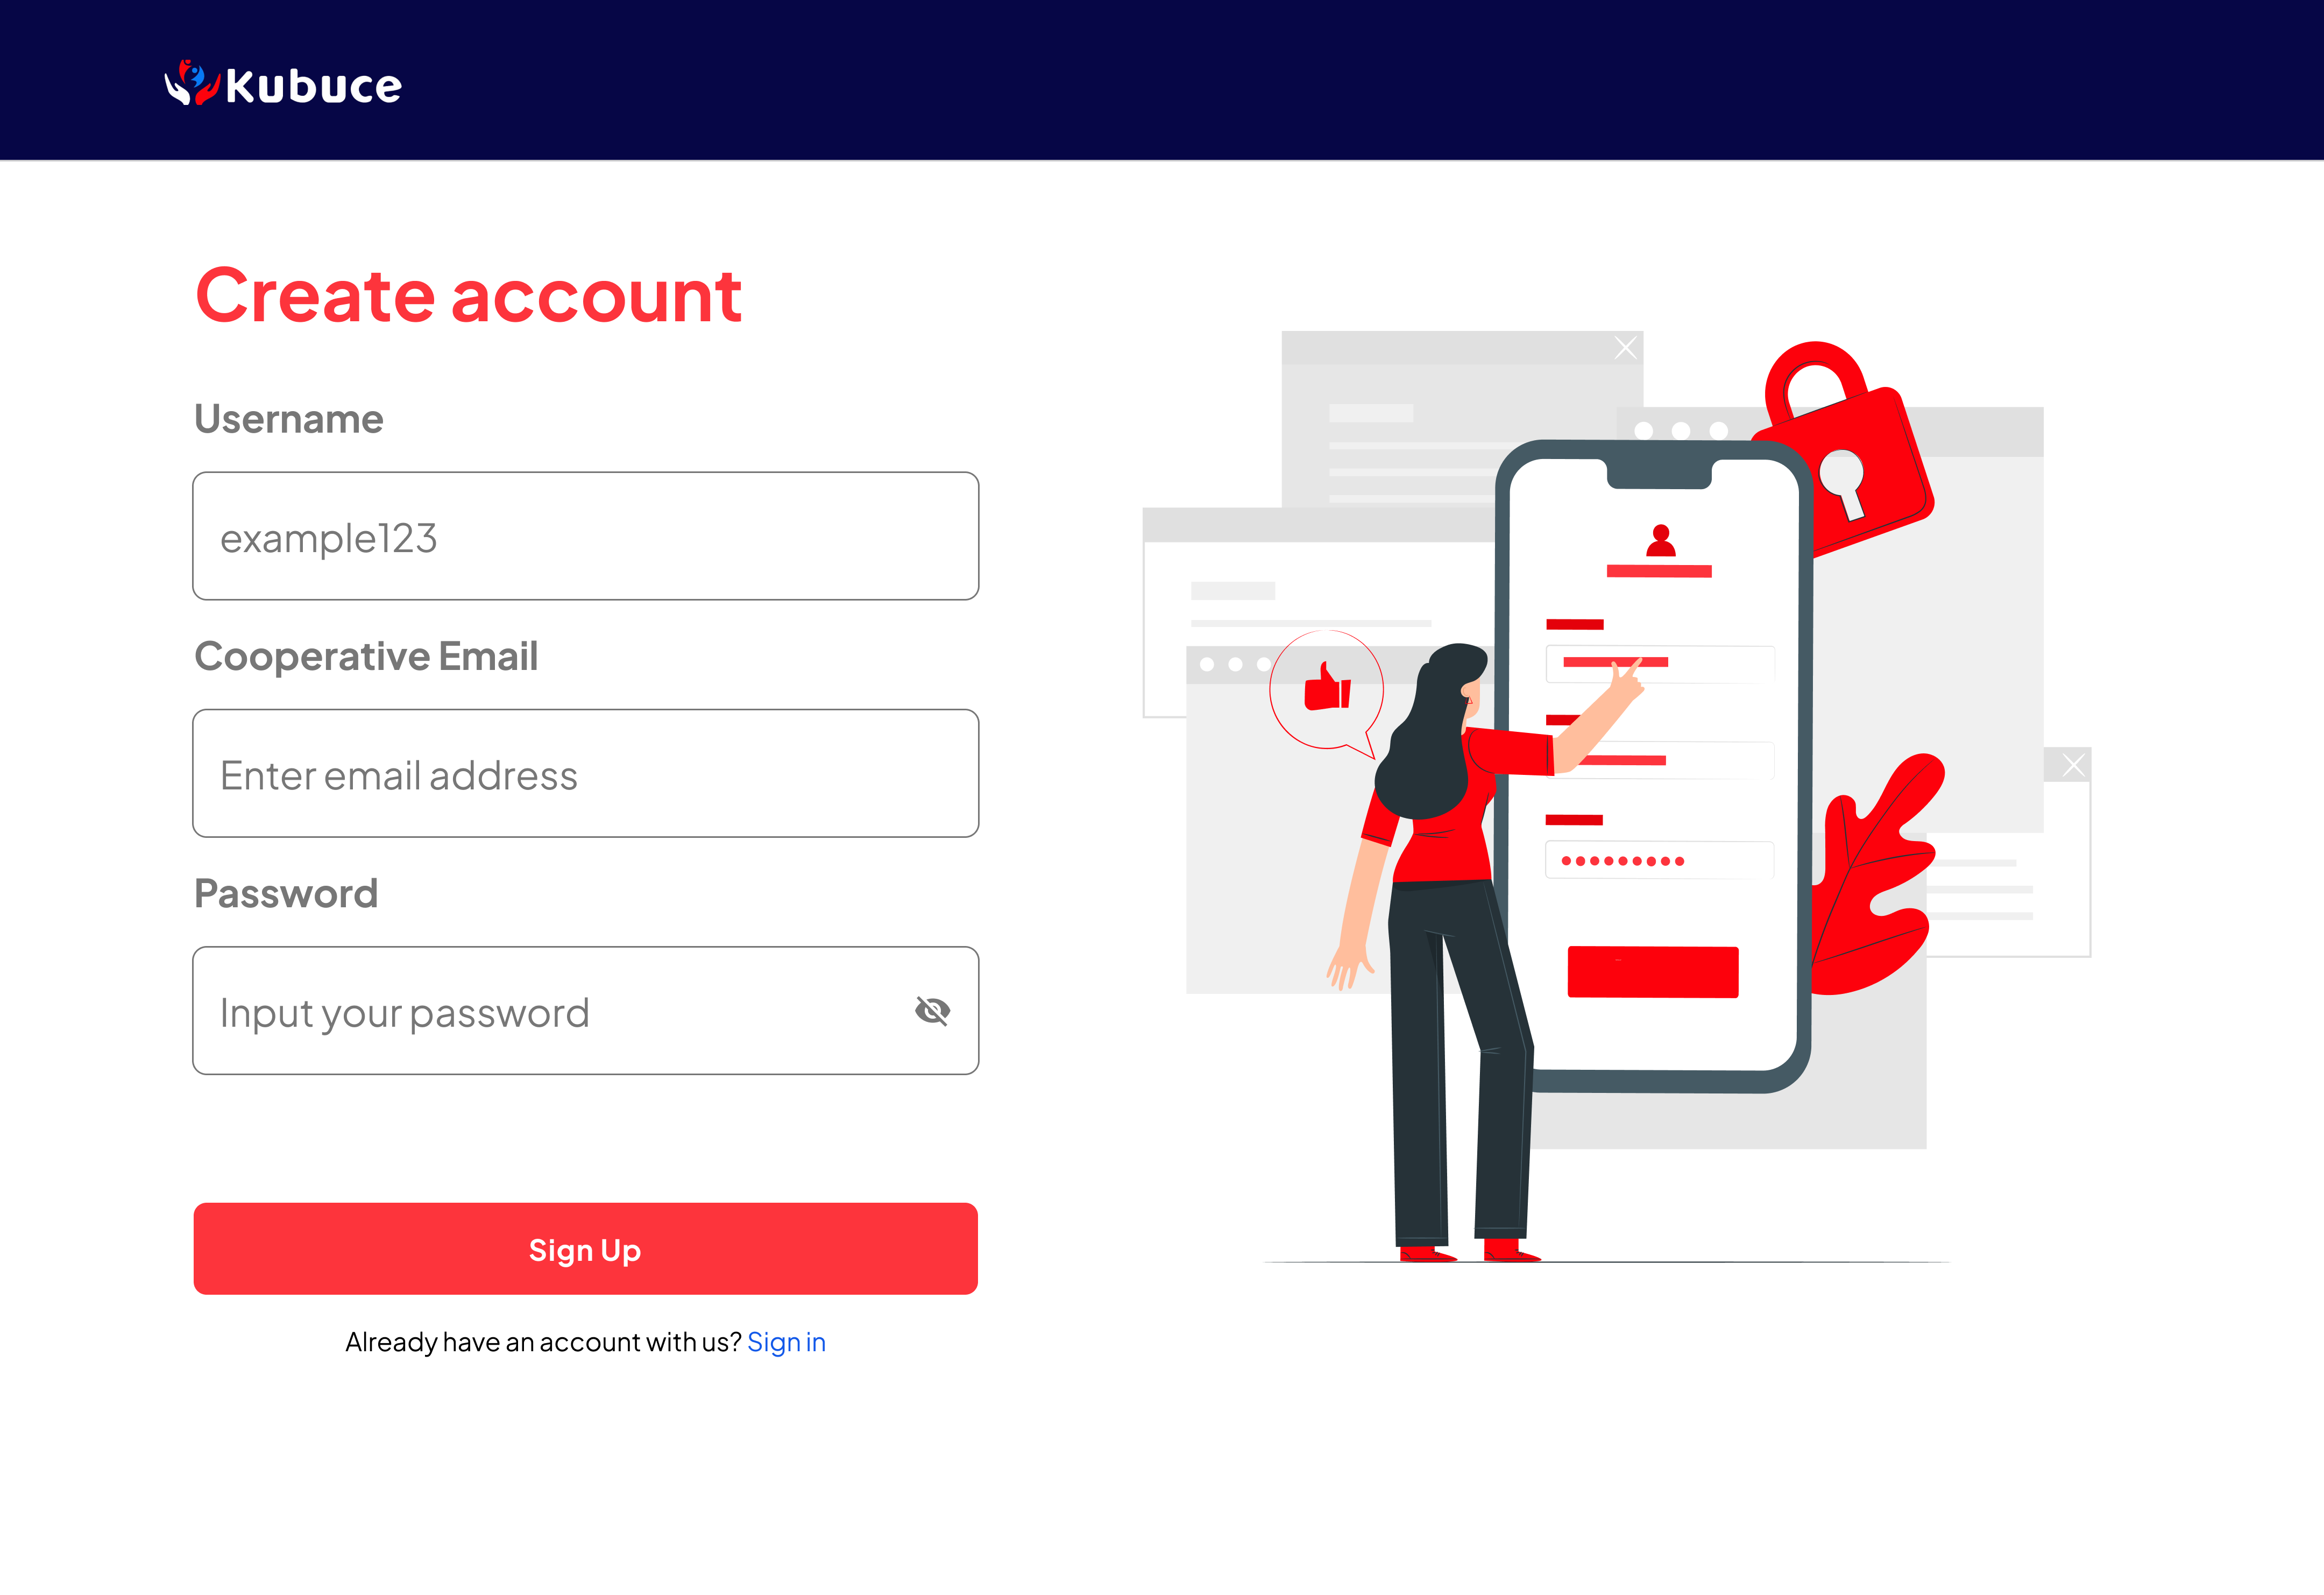 Kubuce
Create account
Username
example123
Cooperative Email
Enter email address
Password
Input your password
Sign Up
Already have an account with us? Sign in